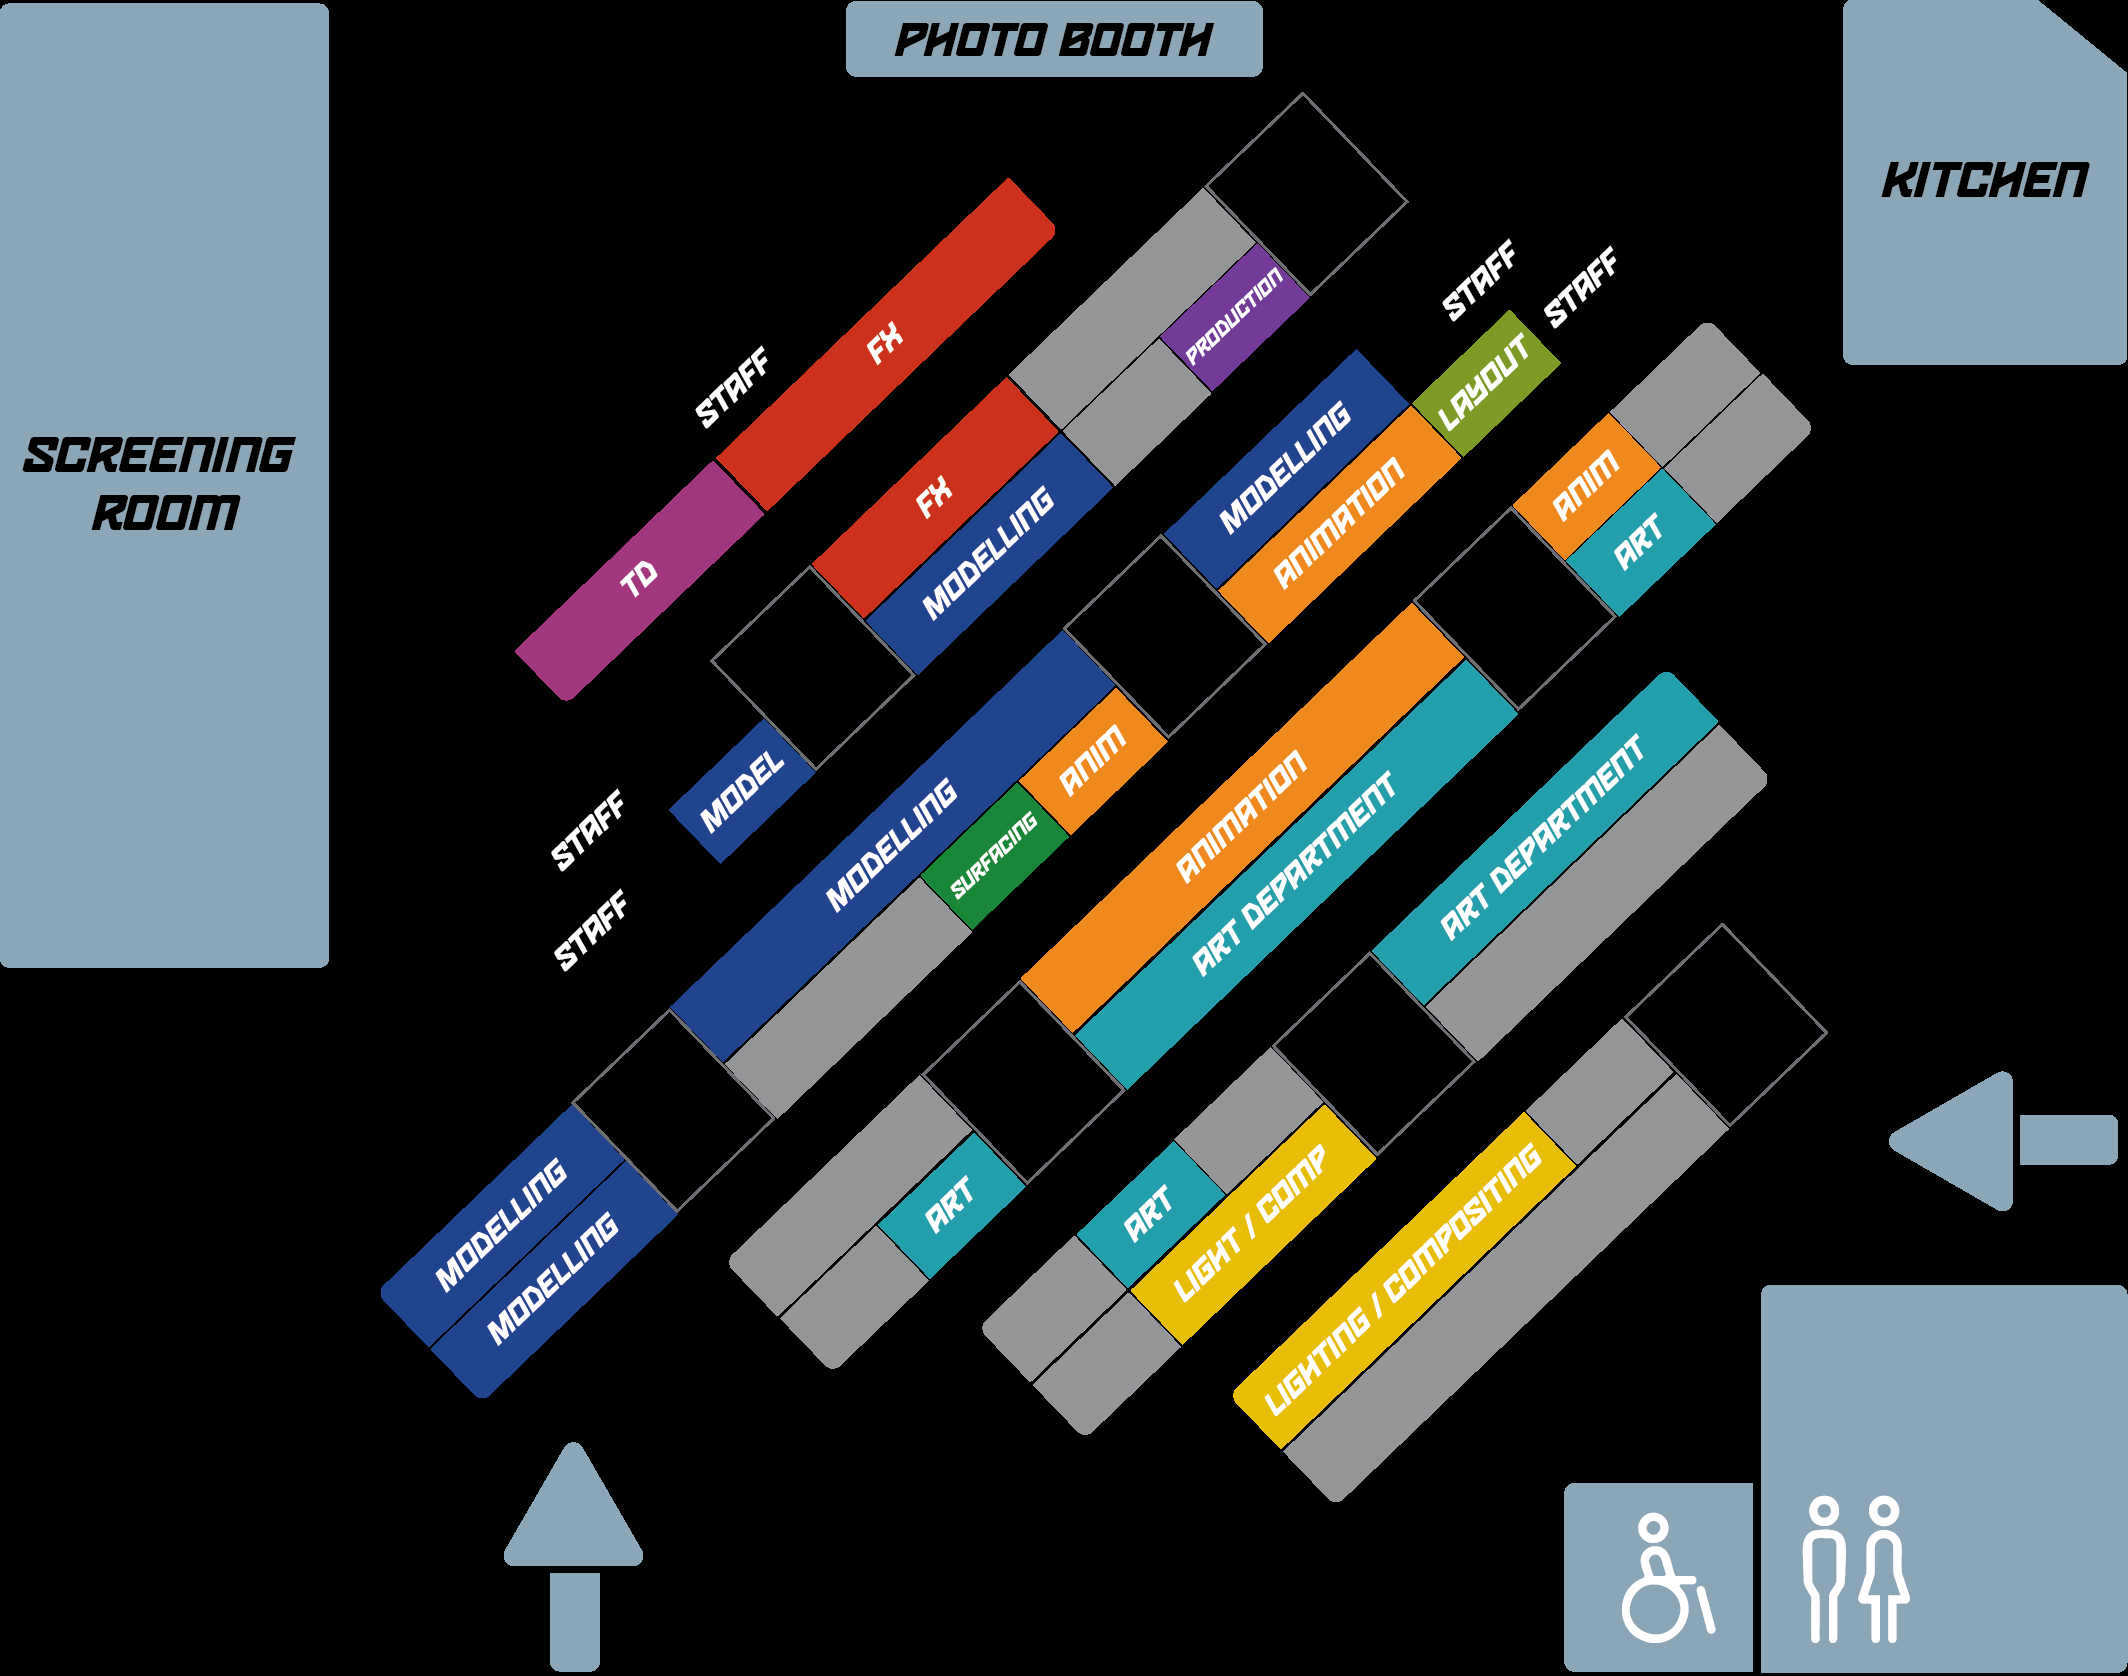 PHOTO BOOTH
KITCHEN
SCREENING
ROOM
STAFF
STAFF
PRODUCTION
FX
STAFF
LAYOUT
MODELLING
ANIMATION
ANIM
ART
FX
MODELLING
TD
MODEL
STAFF
STAFF
ANIM
SURFACING
MODELLING
ANIMATION
ART DEPARTMENT
ART DEPARTMENT
MODELLING
MODELLING
ART
ART
LIGHT / COMP
LIGHTING / COMPOSITING